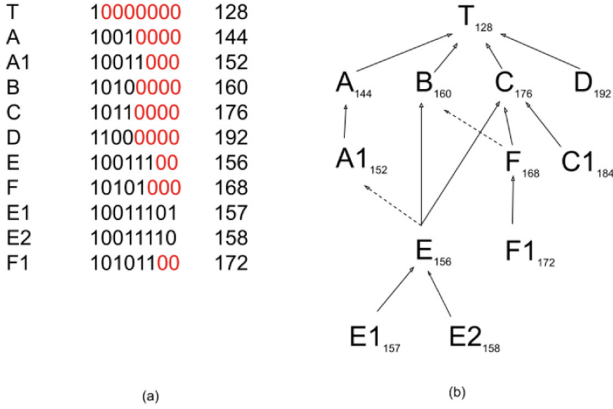 T 10000000 128
A 10010000 144
A1 10011000 152
B 10100000 160
C 10110000 176
D 11000000 192
E 10011100 156
F 10101000 168
E1 10011101 157
E2 10011110 158
F1 10101100 172
(a)
T128
A144 B160 C176 D192
A1152 F168 C1184
E156 F1172
E1157 E2158
(b)